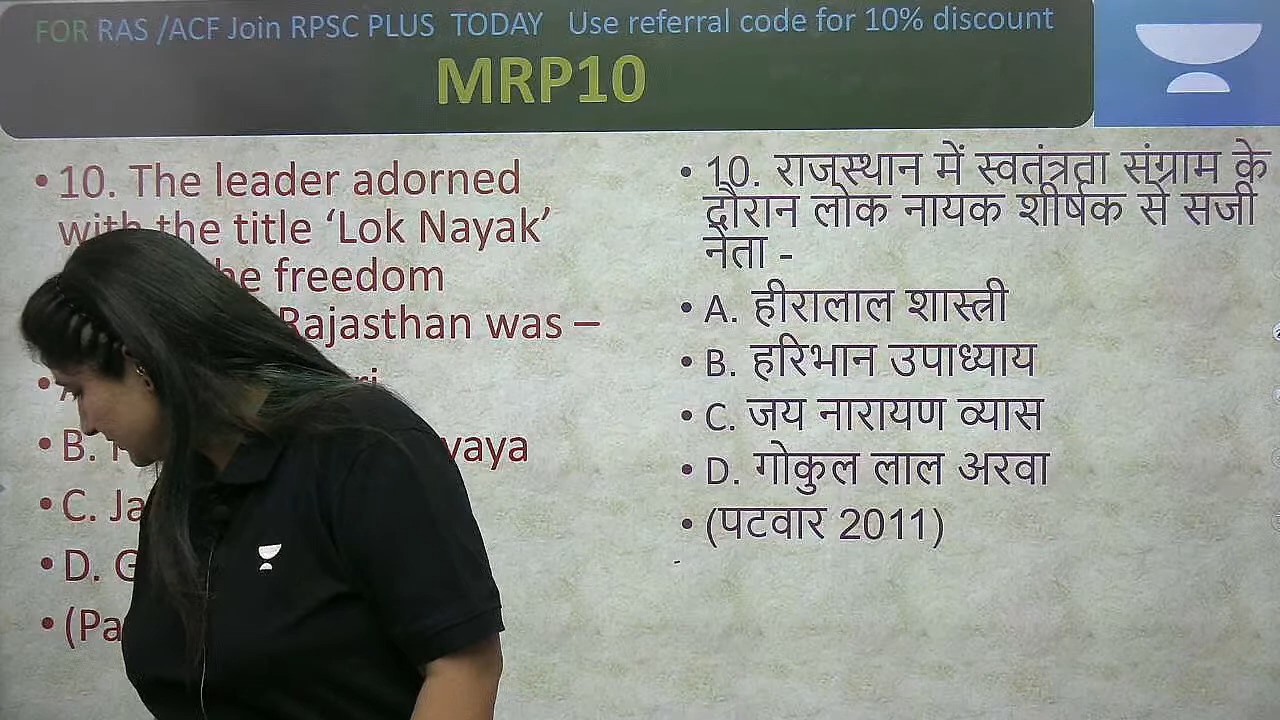 FOR RAS /ACF Join RPSC PLUS TODAY Use referral code for 10% discount
MRP10
• 10. The leader adorned
with the title ‘Lok Nayak’
he freedom
Rajasthan was –
•
• B.
vaya
• C. Ja
• D. G
• (Pa
• 10. राजस्थान में स्वतंत्रता संग्राम के
दौरान लोक नायक शीर्षक से सजी
नेता -
• A. हीरालाल शास्त्री
• B. हरिभान उपाध्याय
• C. जय नारायण व्यास
• D. गोकुल लाल अरवा
• (पटवार 2011)